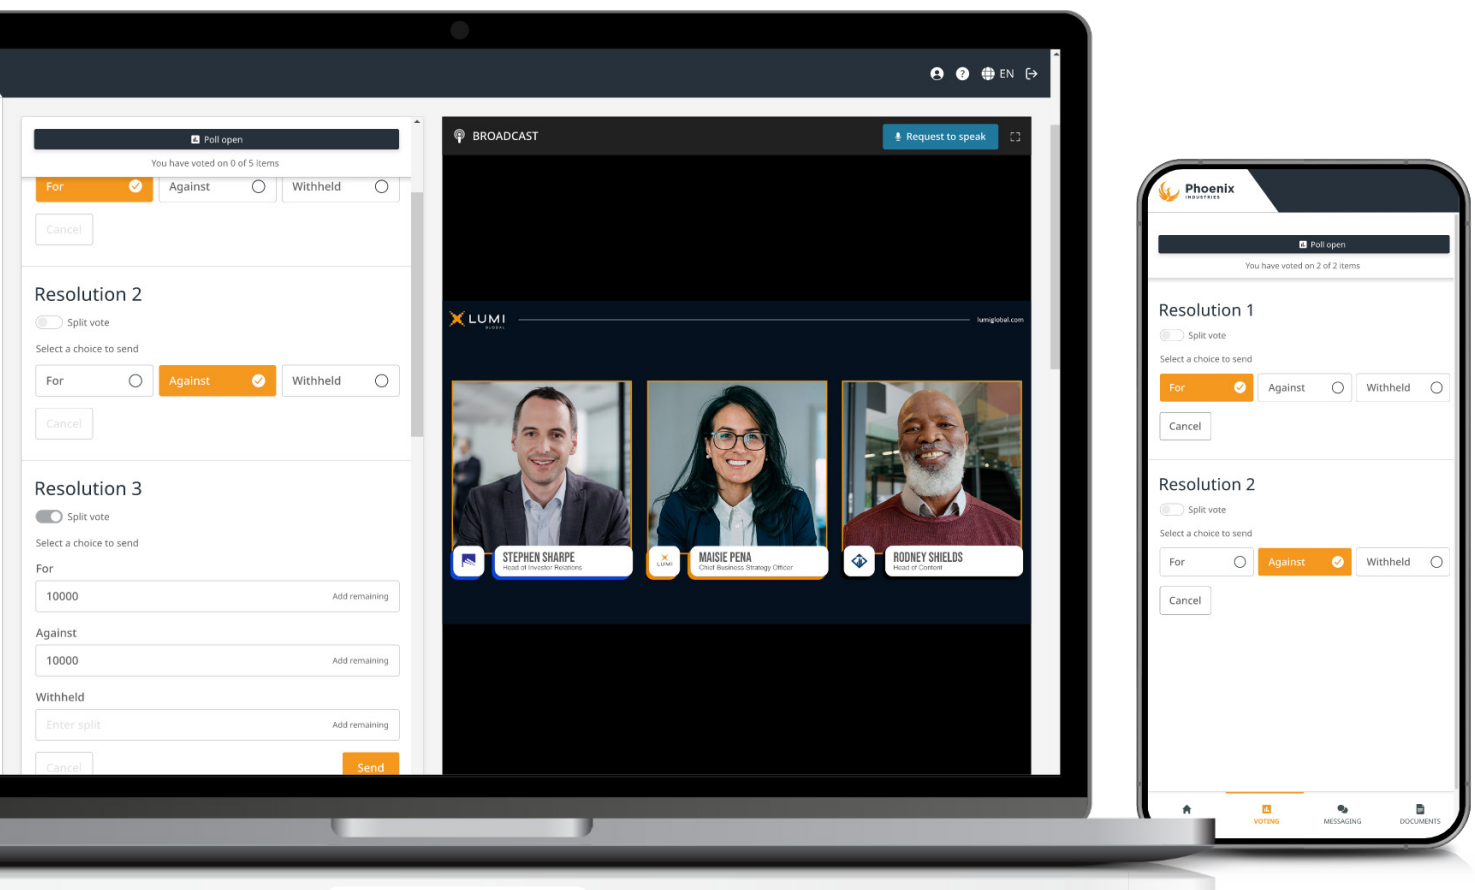 EN
Poll open
You have voted on 0 of 5 items
For Against Withheld
Cancel
Resolution 2
Split vote
Select a choice to send
For Against Withheld
Cancel
Resolution 3
Split vote
Select a choice to send
For
10000 Add remaining
Against
10000 Add remaining
Withheld
Enter split Add remaining
Cancel Send
BROADCAST Request to speak
LUMI
GLOBAL
lumiglobal.com
STEPHEN SHARPE
Head of Investor Relations
LUMI
MAISIE PENA
Chief Business Strategy Officer
RODNEY SHIELDS
Head of Content
Phoenix
INDUSTRIES
Poll open
You have voted on 2 of 2 items
Resolution 1
Split vote
Select a choice to send
For Against Withheld
Cancel
Resolution 2
Split vote
Select a choice to send
For Against Withheld
Cancel
VOTING MESSAGING DOCUMENTS